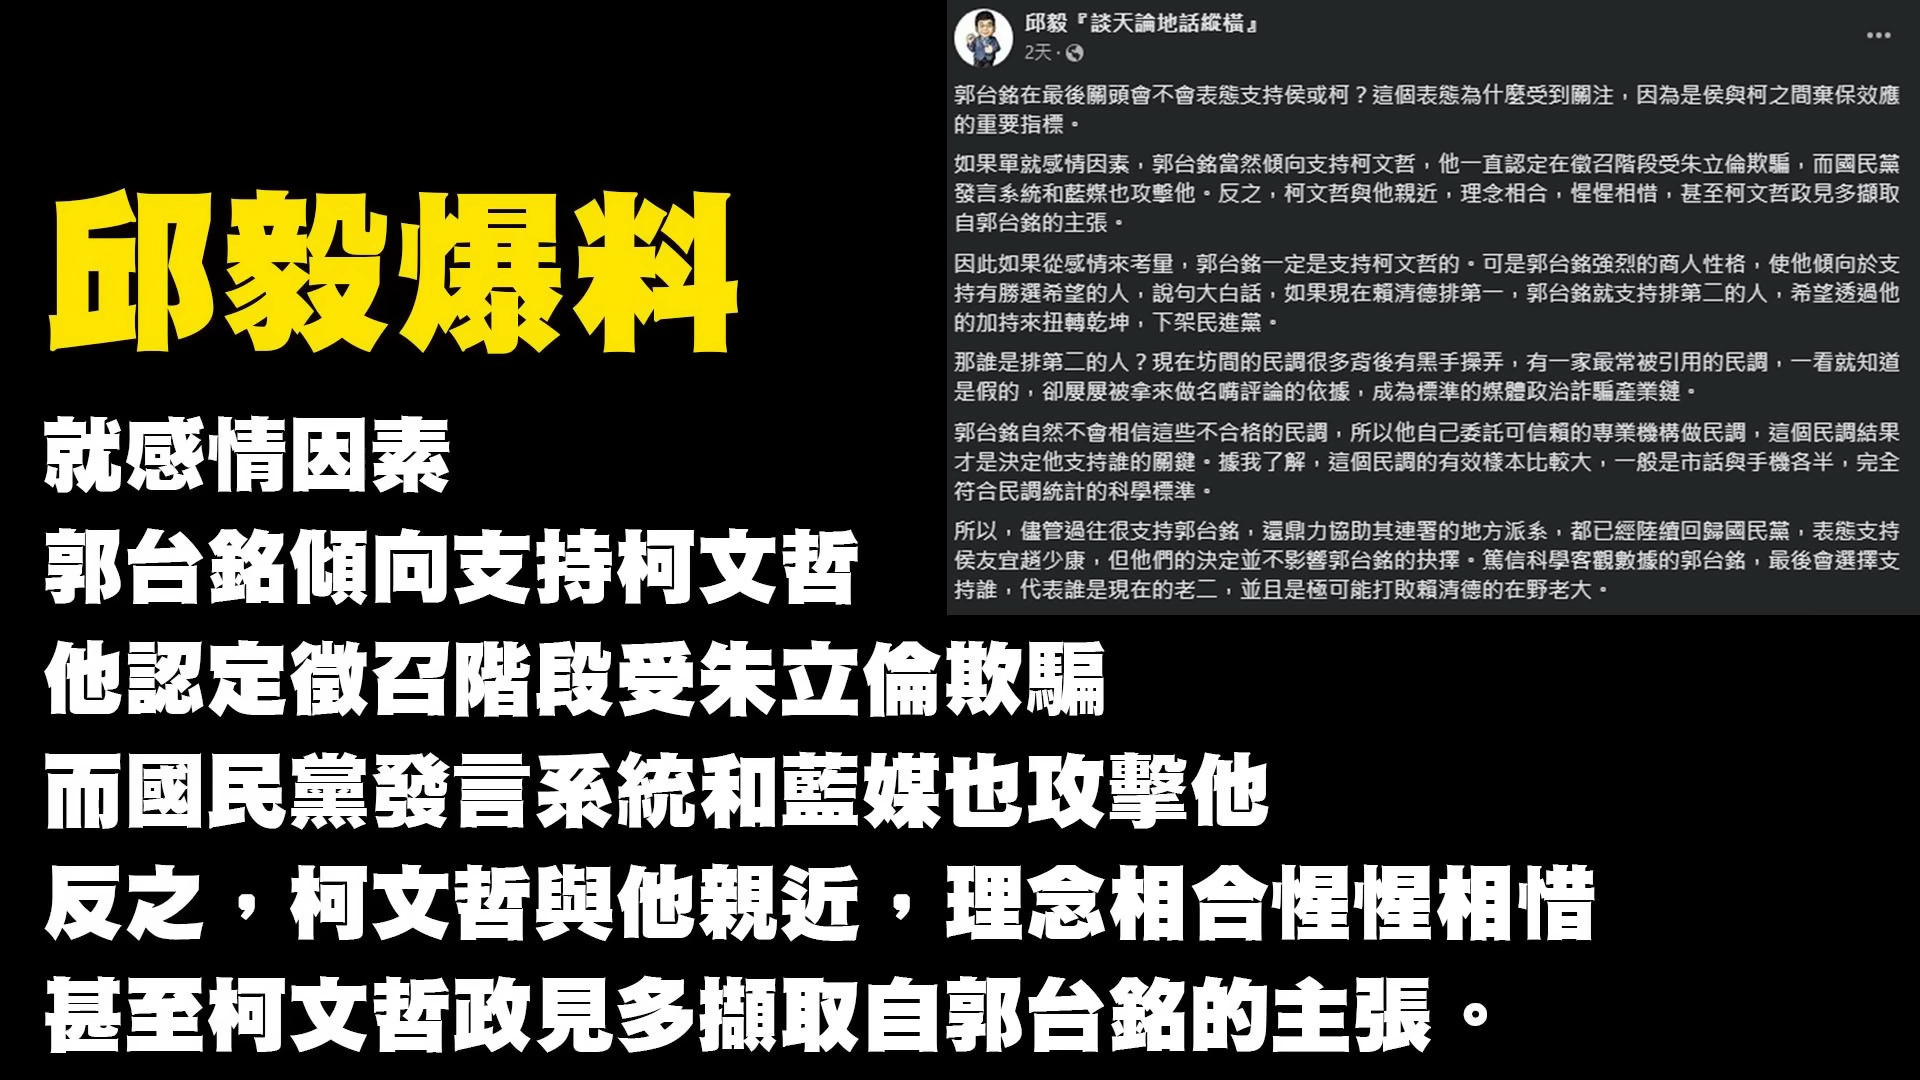 邱毅爆料
就感情因素
郭台銘傾向支持柯文哲
他認定徵召階段受朱立倫欺騙
而國民黨發言系統和藍媒也攻擊他
反之，柯文哲與他親近，理念相合惺惺相惜
甚至柯文哲政見多擷取自郭台銘的主張。
邱毅『談天論地話縱橫』
2天·
郭台銘在最後關頭會不會表態支持侯或柯？這個表態為什麼受到關注，因為是侯與柯之間棄保效應
的重要指標。
如果單就感情因素，郭台銘當然傾向支持柯文哲，他一直認定在徵召階段受朱立倫欺騙，而國民黨
發言系統和藍媒也攻擊他。反之，柯文哲與他親近，理念相合，惺惺相惜，甚至柯文哲政見多擷取
自郭台銘的主張。
因此如果從感情來考量，郭台銘一定是支持柯文哲的。可是郭台銘強烈的商人性格，使他傾向於支
持有勝選希望的人，說句大白話，如果現在賴清德排第一，郭台銘就支持排第二的人，希望透過他
的加持來扭轉乾坤，下架民進黨。
那誰是排第二的人？現在坊間的民調很多背後有黑手操弄，有一家最常被引用的民調，一看就知道
是假的，卻屢屢被拿來做名嘴評論的依據，成為標準的媒體政治詐騙產業鏈。
郭台銘自然不會相信這些不合格的民調，所以他自己委託可信賴的專業機構做民調，這個民調結果
才是決定他支持誰的關鍵。據我了解，這個民調的有效樣本比較大，一般是市話與手機各半，完全
符合民調統計的科學標準。
所以，儘管過往很支持郭台銘，還鼎力協助其連署的地方派系，都已經陸續回歸國民黨，表態支持
侯友宜趙少康，但他們的決定並不影響郭台銘的抉擇。篤信科學客觀數據的郭台銘，最後會選擇支
持誰，代表誰是現在的老二，並且是極可能打敗賴清德的在野老大。